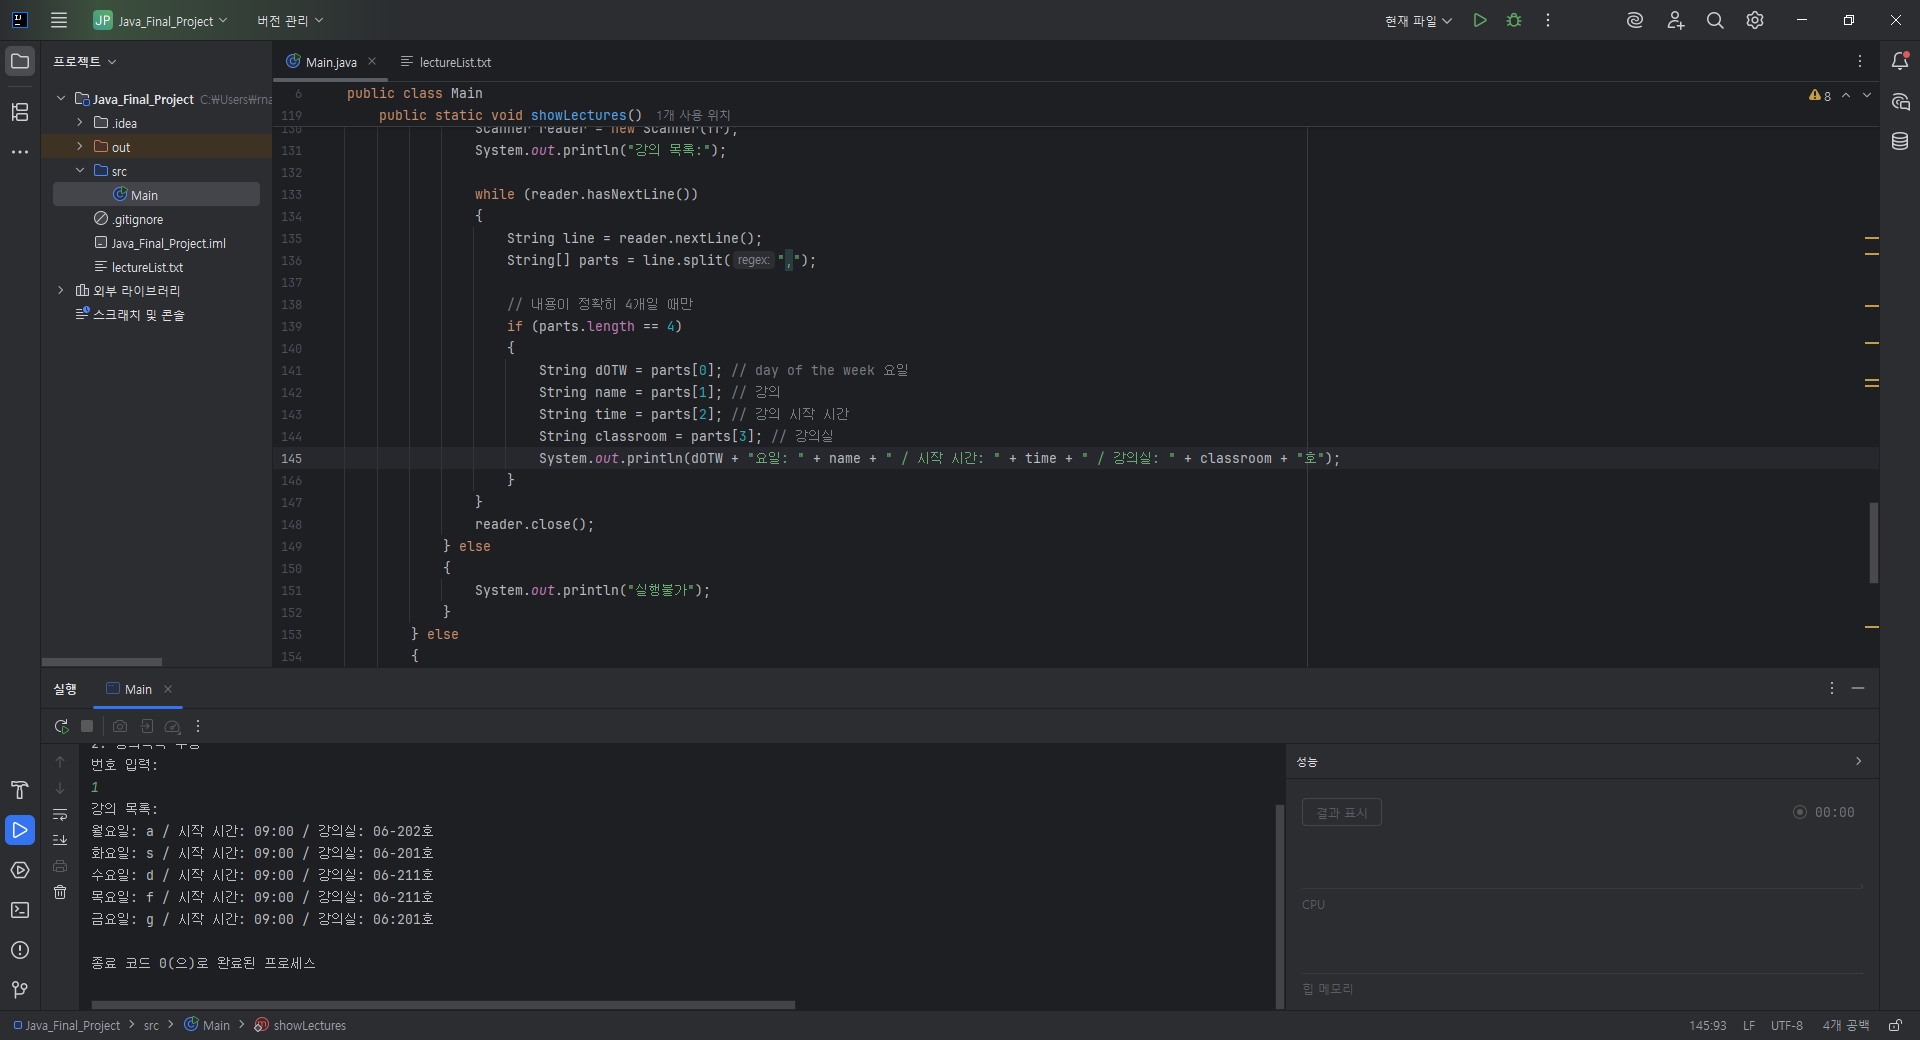 JP Java_Final_Project 버전 관리 현재 파일
프로젝트
Main.java
lectureList.txt
Java_Final_Project C:₩Users₩rna
.idea
out
src
Main
.gitignore
Java_Final_Project.iml
lectureList.txt
외부 라이브러리
스크래치 및 콘솔
6 public class Main
8
119 public static void showLectures() 1개 사용 위치
130 Scanner reader = new Scanner(fr);
131 System.out.println("강의 목록:");
132
133 while (reader.hasNextLine())
134 {
135 String line = reader.nextLine();
136 String[] parts = line.split( regex: ",");
137
138 // 내용이 정확히 4개일 때만
139 if (parts.length == 4)
140 {
141 String dOTW = parts[0]; // day of the week 요일
142 String name = parts[1]; // 강의
143 String time = parts[2]; // 강의 시작 시간
144 String classroom = parts[3]; // 강의실
145 System.out.println(dOTW + "요일: " + name + " / 시작 시간: " + time + " / 강의실: " + classroom + "호");
146 }
147 }
148 reader.close();
149 } else
150 {
151 System.out.println("실행불가");
152 }
153 } else
154 {
실행 Main
번호 입력:
1
강의 목록:
월요일: a / 시작 시간: 09:00 / 강의실: 06-202호
화요일: s / 시작 시간: 09:00 / 강의실: 06-201호
수요일: d / 시작 시간: 09:00 / 강의실: 06-211호
목요일: f / 시작 시간: 09:00 / 강의실: 06-211호
금요일: g / 시작 시간: 09:00 / 강의실: 06:201호
종료 코드 0(으)로 완료된 프로세스
성능
결과 표시 00:00
CPU
힙 메모리
Java_Final_Project > src > Main > showLectures
145:93 LF UTF-8 4개 공백